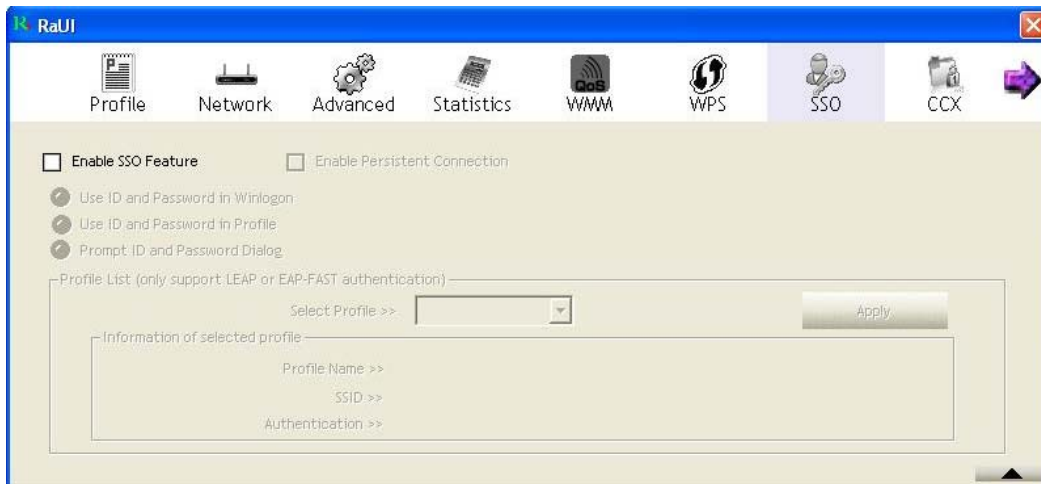 RaUI
Profile Network Advanced Statistics WMM WPS SSO CCX
QoS
Enable SSO Feature Enable Persistent Connection
Use ID and Password in Winlogon
Use ID and Password in Profile
Prompt ID and Password Dialog
Profile List (only support LEAP or EAP-FAST authentication)
Select Profile >> Apply
Information of selected profile
Profile Name >>
SSID >>
Authentication >>